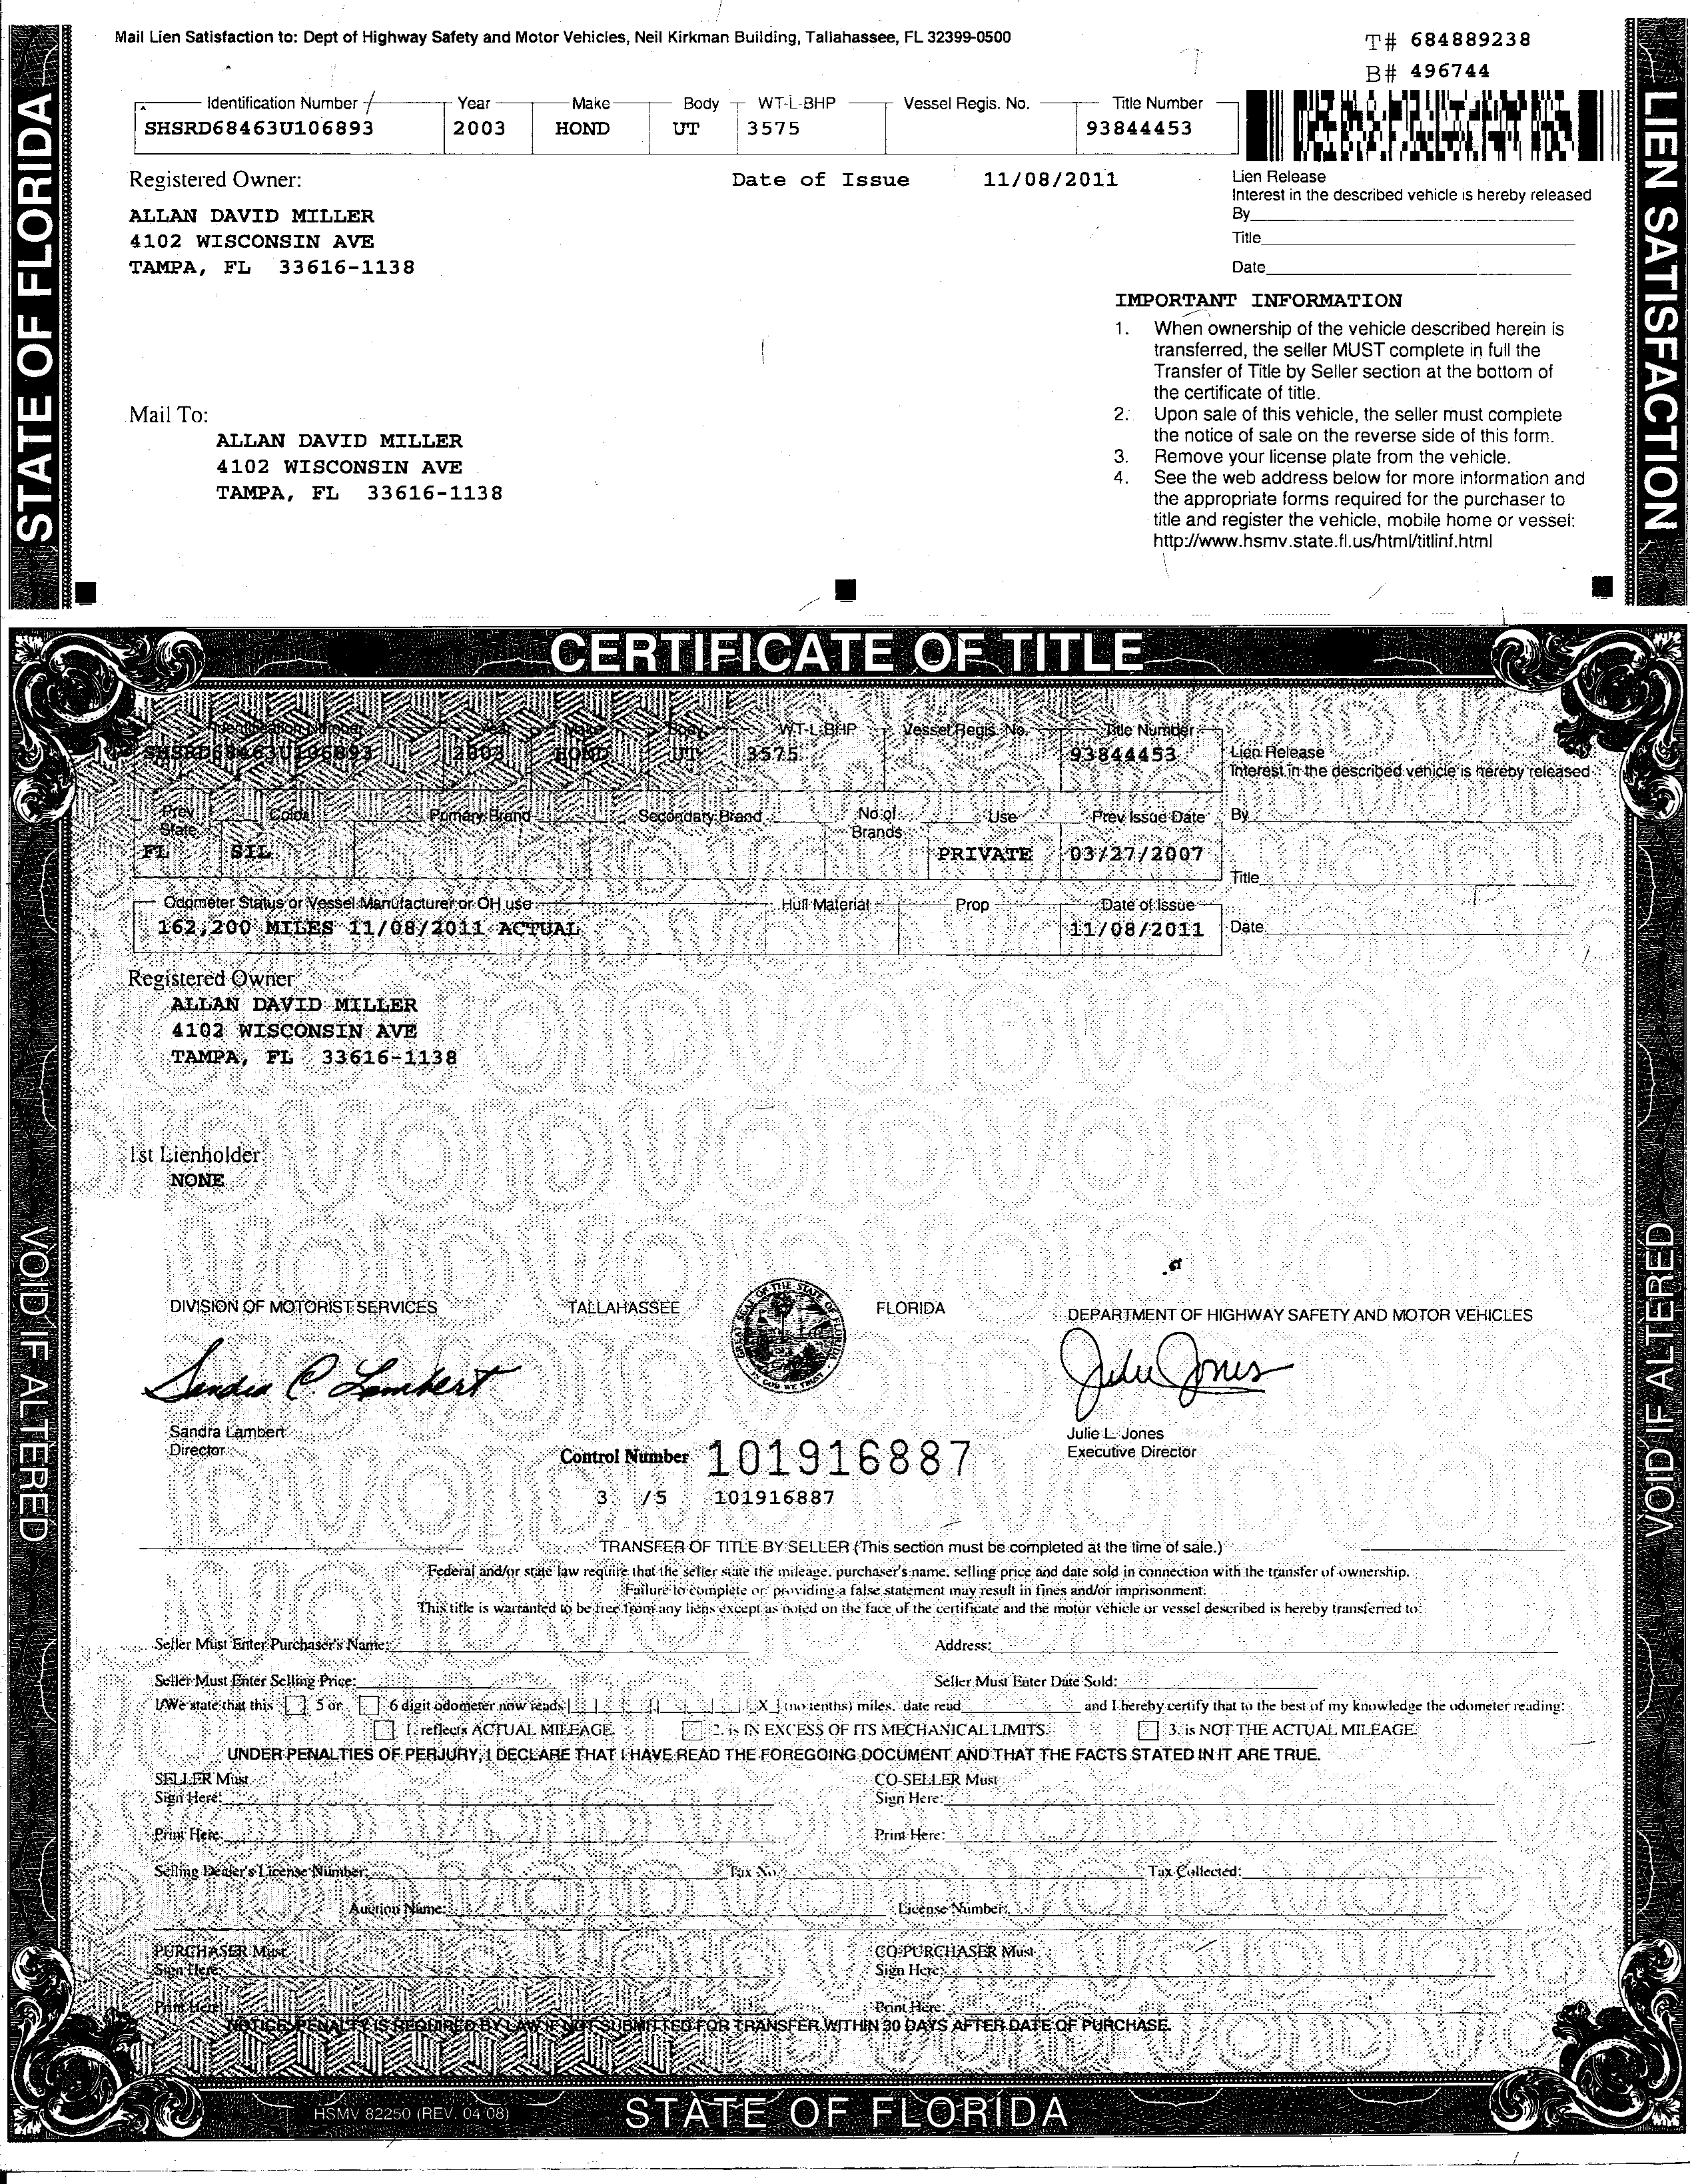 Mail Lien Satisfaction to: Dept of Highway Safety and Motor Vehicles, Neil Kirkman Building, Tallahassee, FL 32399-0500
T# 684889238
B# 496744
Identification Number Year Make Body WT-L-BHP Vessel Regis. No. Title Number
SHSRD68463U106893 2003 HOND UT 3575 93844453
Registered Owner: Date of Issue 11/08/2011
ALLAN DAVID MILLER
4102 WISCONSIN AVE
TAMPA, FL 33616-1138
Lien Release
Interest in the described vehicle is hereby released
By
Title
Date
IMPORTANT INFORMATION
1. When ownership of the vehicle described herein is
transferred, the seller MUST complete in full the
Transfer of Title by Seller section at the bottom of
the certificate of title.
2. Upon sale of this vehicle, the seller must complete
the notice of sale on the reverse side of this form.
3. Remove your license plate from the vehicle.
4. See the web address below for more information and
the appropriate forms required for the purchaser to
title and register the vehicle, mobile home or vessel:
http://www.hsmv.state.fl.us/html/titlinf.html
Mail To:
ALLAN DAVID MILLER
4102 WISCONSIN AVE
TAMPA, FL 33616-1138
STATE OF FLORIDA
LIEN SATISFACTION
CERTIFICATE OF TITLE
Identification Number Year Make Body WT-L-BHP Vessel Regis. No. Title Number
SHSRD68463U106893 2003 HOND UT 3575 93844453
Lien Release
Interest in the described vehicle is hereby released
Prev State Color Primary Brand Secondary Brand No of Brands Use Prev Issue Date
FL SIL PRIVATE 03/27/2007
By
Title
Odometer Status or Vessel Manufacturer or OH use Hull Material Prop Date of Issue
162,200 MILES 11/08/2011 ACTUAL 11/08/2011
Date
Registered Owner
ALLAN DAVID MILLER
4102 WISCONSIN AVE
TAMPA, FL 33616-1138
1st Lienholder
NONE
VOID IF ALTERED
VOID IF ALTERED
DIVISION OF MOTORIST SERVICES TALLAHASSEE FLORIDA DEPARTMENT OF HIGHWAY SAFETY AND MOTOR VEHICLES
GREAT SEAL OF THE STATE OF FLORIDA
IN GOD WE TRUST
Sandra C. Lambert
Julie Jones
Sandra Lambert
Director
Julie L. Jones
Executive Director
Control Number 101916887
3 /5 101916887
TRANSFER OF TITLE BY SELLER (This section must be completed at the time of sale.)
Federal and/or state law require that the seller state the mileage, purchaser's name, selling price and date sold in connection with the transfer of ownership.
Failure to complete or providing a false statement may result in fines and/or imprisonment.
This title is warranted to be free from any liens except as noted on the face of the certificate and the motor vehicle or vessel described is hereby transferred to:
Seller Must Enter Purchaser's Name: Address:
Seller Must Enter Selling Price: Seller Must Enter Date Sold:
I/We state that this 5 or 6 digit odometer now reads X (no tenths) miles, date read and I hereby certify that to the best of my knowledge the odometer reading:
1. reflects ACTUAL MILEAGE. 2. is IN EXCESS OF ITS MECHANICAL LIMITS. 3. is NOT THE ACTUAL MILEAGE.
UNDER PENALTIES OF PERJURY, I DECLARE THAT I HAVE READ THE FOREGOING DOCUMENT AND THAT THE FACTS STATED IN IT ARE TRUE.
SELLER Must CO-SELLER Must
Sign Here: Sign Here:
Print Here: Print Here:
Selling Dealer's License Number: Tax No. Tax Collected:
Auction Name: License Number:
PURCHASER Must CO-PURCHASER Must
Sign Here: Sign Here:
Print Here: Print Here:
NOTICE: PENALTY IS REQUIRED BY LAW IF NOT SUBMITTED FOR TRANSFER WITHIN 30 DAYS AFTER DATE OF PURCHASE.
HSMV 82250 (REV. 04/08)
STATE OF FLORIDA